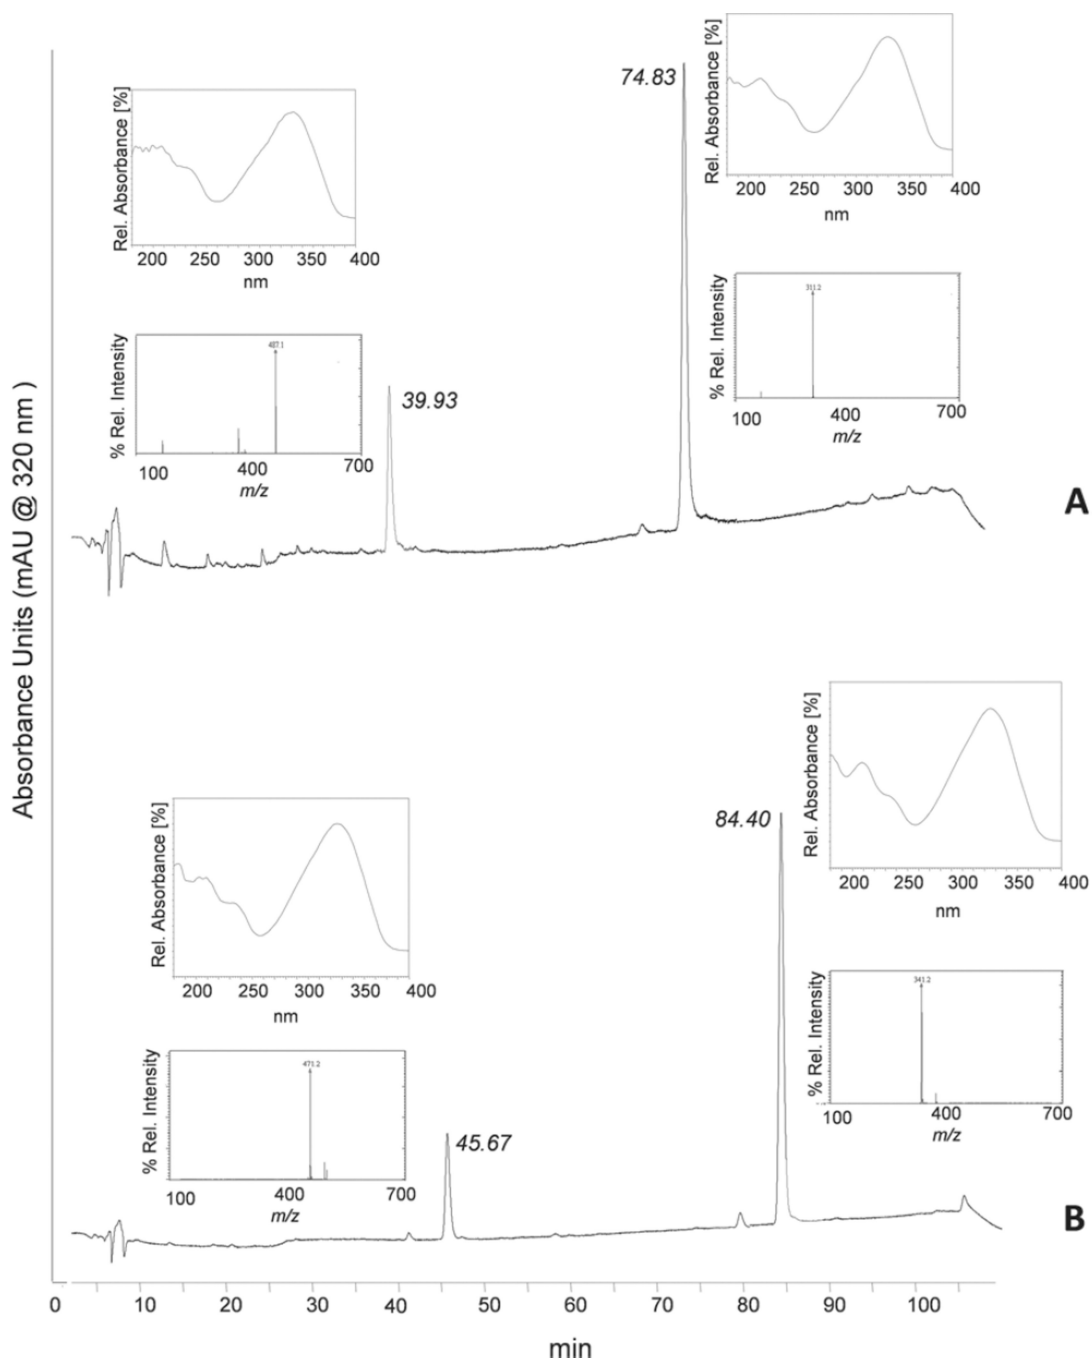 Absorbance Units (mAU @ 320 nm )
Rel. Absorbance [%]
200 250 300 350 400
nm
% Rel. Intensity
487.1
100 400 700
m/z
39.93
74.83
Rel. Absorbance [%]
200 250 300 350 400
nm
% Rel. Intensity
311.2
100 400 700
m/z
A
Rel. Absorbance [%]
200 250 300 350 400
nm
% Rel. Intensity
471.2
100 400 700
m/z
45.67
84.40
Rel. Absorbance [%]
200 250 300 350 400
nm
% Rel. Intensity
341.2
100 400 700
m/z
B
0 10 20 30 40 50 60 70 80 90 100
min